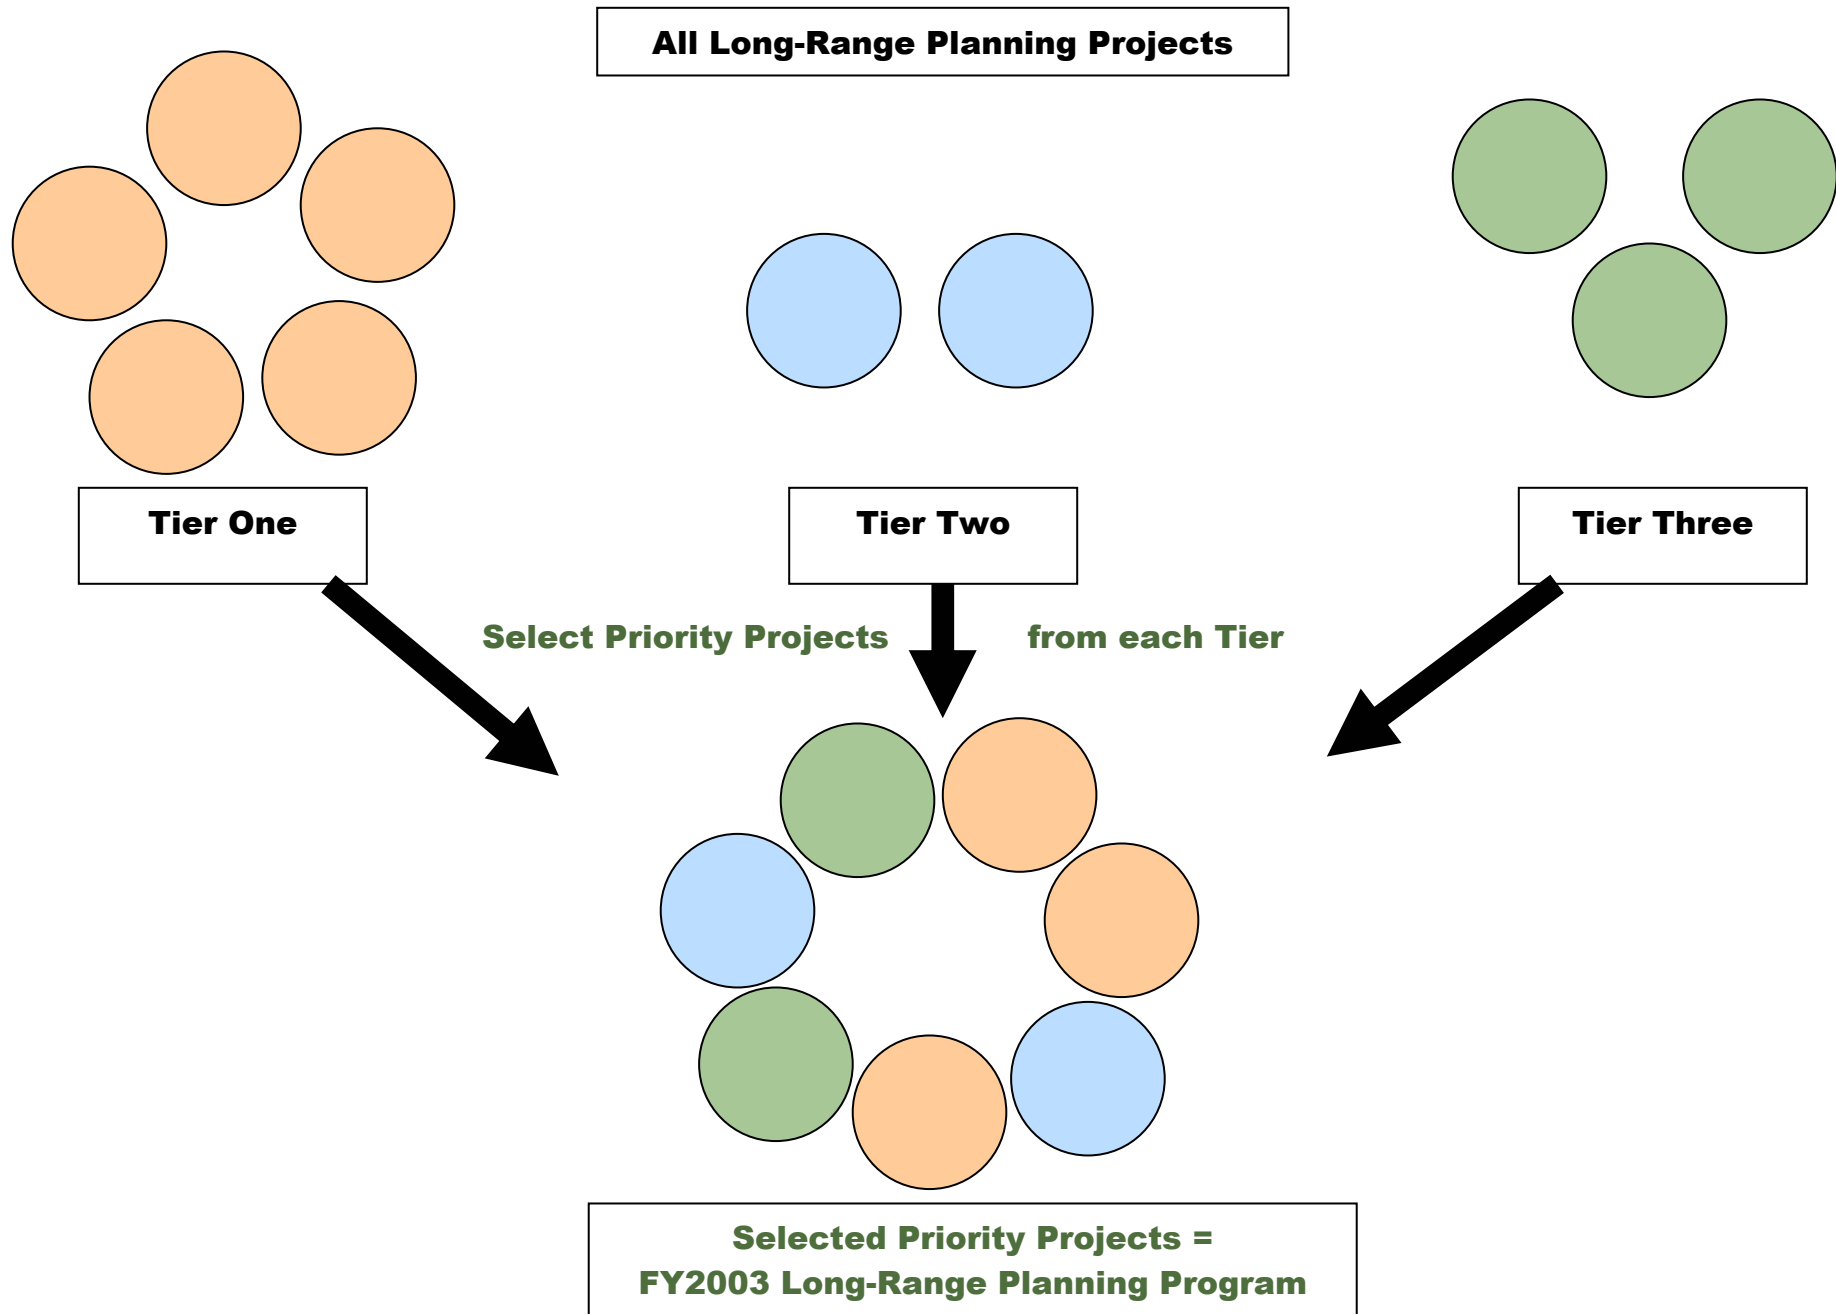 All Long-Range Planning Projects
Tier One
Tier Two
Tier Three
Select Priority Projects
from each Tier
Selected Priority Projects =
FY2003 Long-Range Planning Program